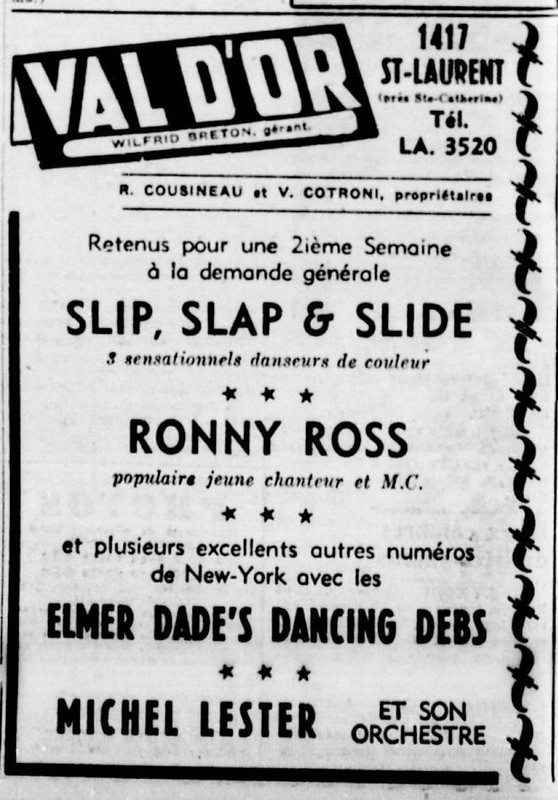 VAL D'OR
WILFRID BRETON, gérant.
1417
ST-LAURENT
(près Ste-Catherine)
Tél.
LA. 3520
R. COUSINEAU et V. COTRONI, propriétaires
Retenus pour une 2ième Semaine
à la demande générale
SLIP, SLAP & SLIDE
3 sensationnels danseurs de couleur
★ ★ ★
RONNY ROSS
populaire jeune chanteur et M.C.
★ ★ ★
et plusieurs excellents autres numéros
de New-York avec les
ELMER DADE'S DANCING DEBS
★ ★ ★
MICHEL LESTER ET SON
ORCHESTRE